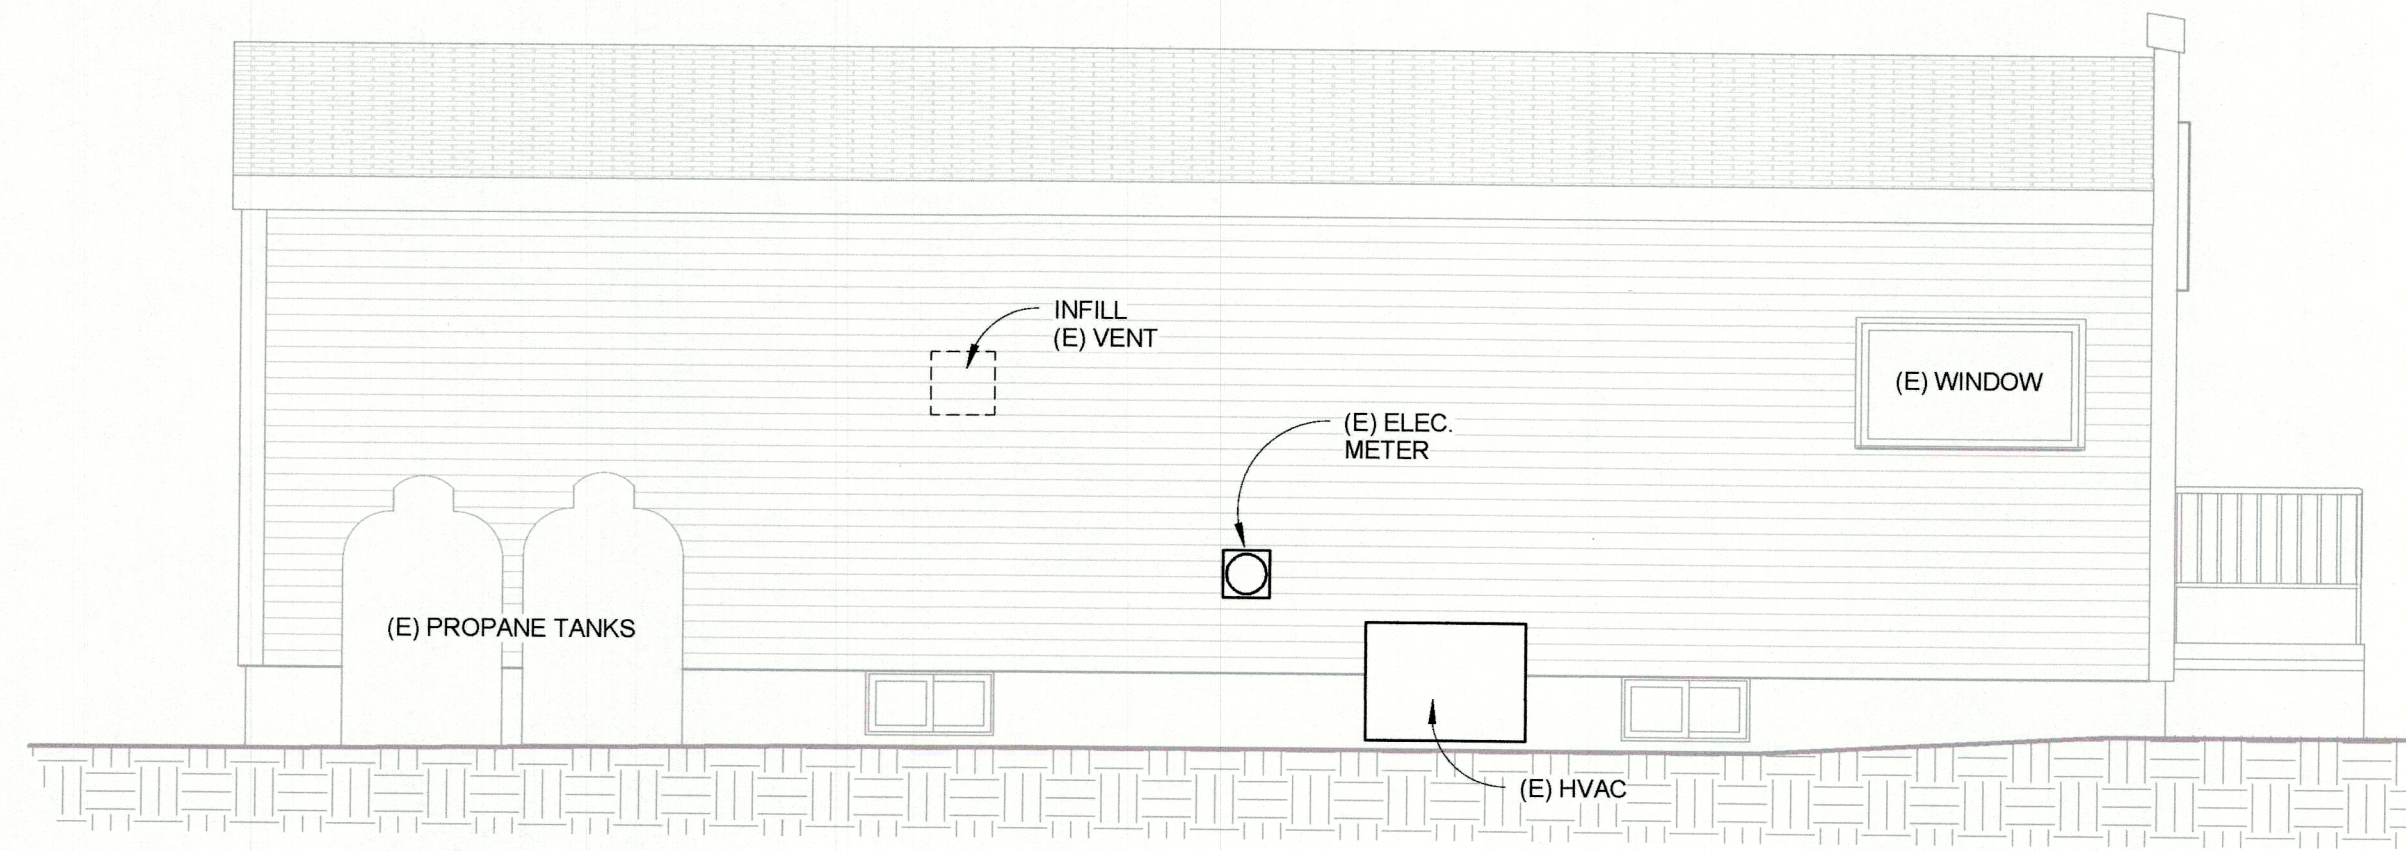 INFILL
(E) VENT
(E) WINDOW
(E) ELEC.
METER
(E) PROPANE TANKS
(E) HVAC